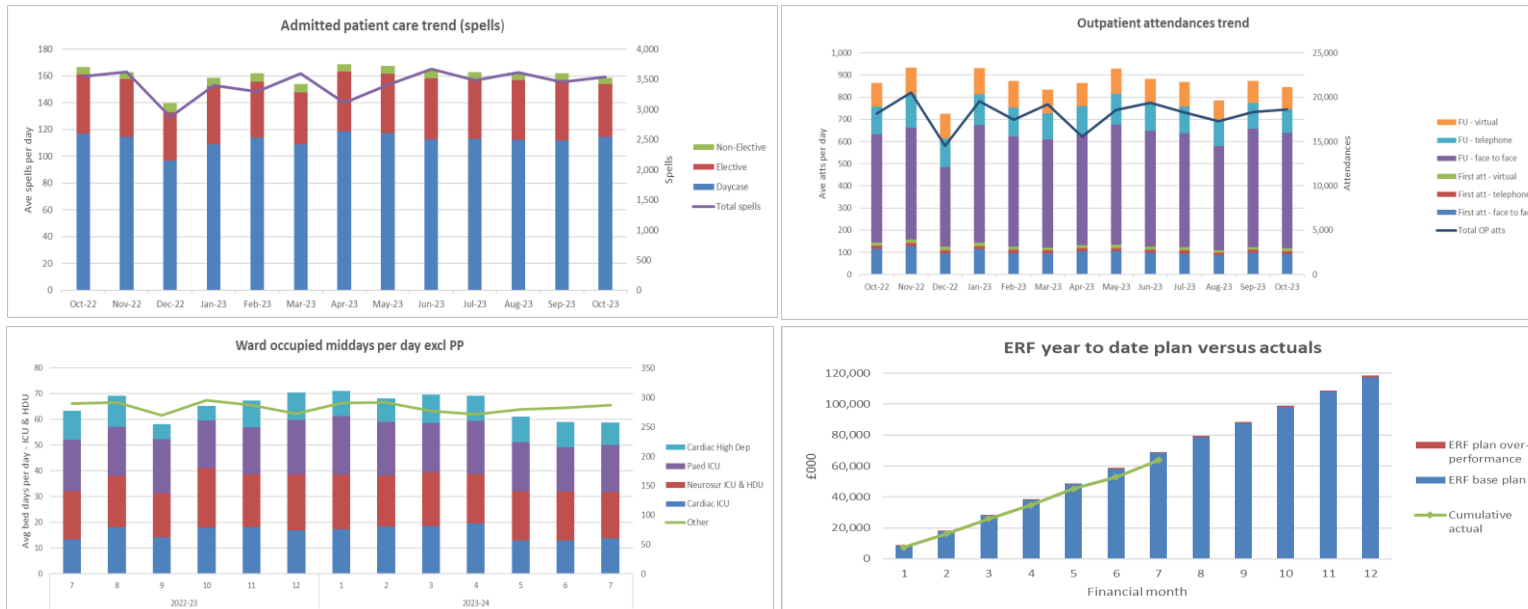 Admitted patient care trend (spells)
180
160
140
120
100
80
60
40
20
0
Ave spells per day
4,000
3,500
3,000
2,500
2,000
1,500
1,000
500
0
Spells
Oct-22 Nov-22 Dec-22 Jan-23 Feb-23 Mar-23 Apr-23 May-23 Jun-23 Jul-23 Aug-23 Sep-23 Oct-23
Non-Elective
Elective
Daycase
Total spells
Outpatient attendances trend
1,000
900
800
700
600
500
400
300
200
100
0
Ave atts per day
25,000
20,000
15,000
10,000
5,000
0
Attendances
Oct-22 Nov-22 Dec-22 Jan-23 Feb-23 Mar-23 Apr-23 May-23 Jun-23 Jul-23 Aug-23 Sep-23 Oct-23
FU - virtual
FU - telephone
FU - face to face
First att - virtual
First att - telephone
First att - face to fac
Total OP atts
Ward occupied middays per day excl PP
80
70
60
50
40
30
20
10
0
Avg bed days per day - ICU & HDU
350
300
250
200
150
100
50
0
7 8 9 10 11 12 1 2 3 4 5 6 7
2022-23 2023-24
Cardiac High Dep
Paed ICU
Neurosur ICU & HDU
Cardiac ICU
Other
ERF year to date plan versus actuals
120,000
100,000
80,000
60,000
40,000
20,000
0
£000
1 2 3 4 5 6 7 8 9 10 11 12
Financial month
ERF plan over-
performance
ERF base plan
Cumulative
actual